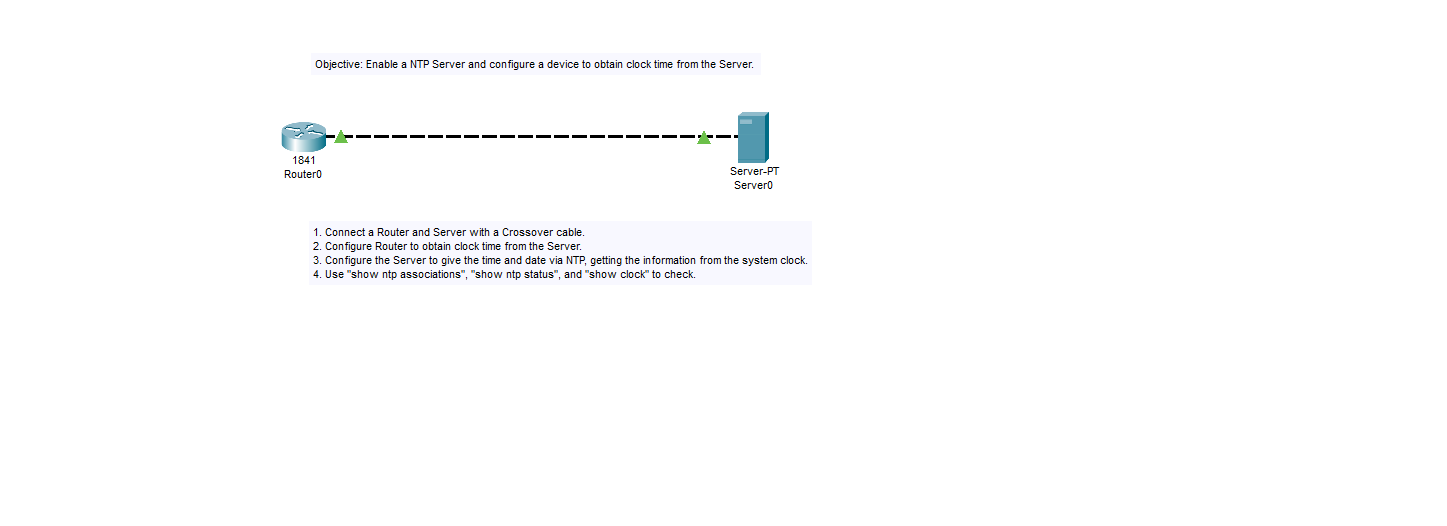 Objective: Enable a NTP Server and configure a device to obtain clock time from the Server.
1841
Router0
Server-PT
Server0
1. Connect a Router and Server with a Crossover cable.
2. Configure Router to obtain clock time from the Server.
3. Configure the Server to give the time and date via NTP, getting the information from the system clock.
4. Use "show ntp associations", "show ntp status", and "show clock" to check.